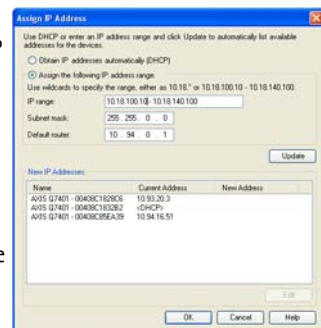 Assign IP Address
Use DHCP or enter an IP address range and click Update to automatically list available
addresses for the devices.
Obtain IP addresses automatically (DHCP)
Assign the following IP address range:
Use wildcards to specify the range, either as 10.18.* or 10.18.100.10 - 10.18.140.100.
IP range: 10.18.100.10 - 10.18.140.100
Subnet mask: 255 . 255 . 0 . 0
Default router: 10 . 94 . 0 . 1
Update
New IP Addresses
Name Current Address New Address
AXIS Q7401 - 00408C1828C6 10.93.20.3
AXIS Q7401 - 00408C1832B2 <DHCP>
AXIS Q7401 - 00408C85EA39 10.94.16.51
Edit
OK Cancel Help